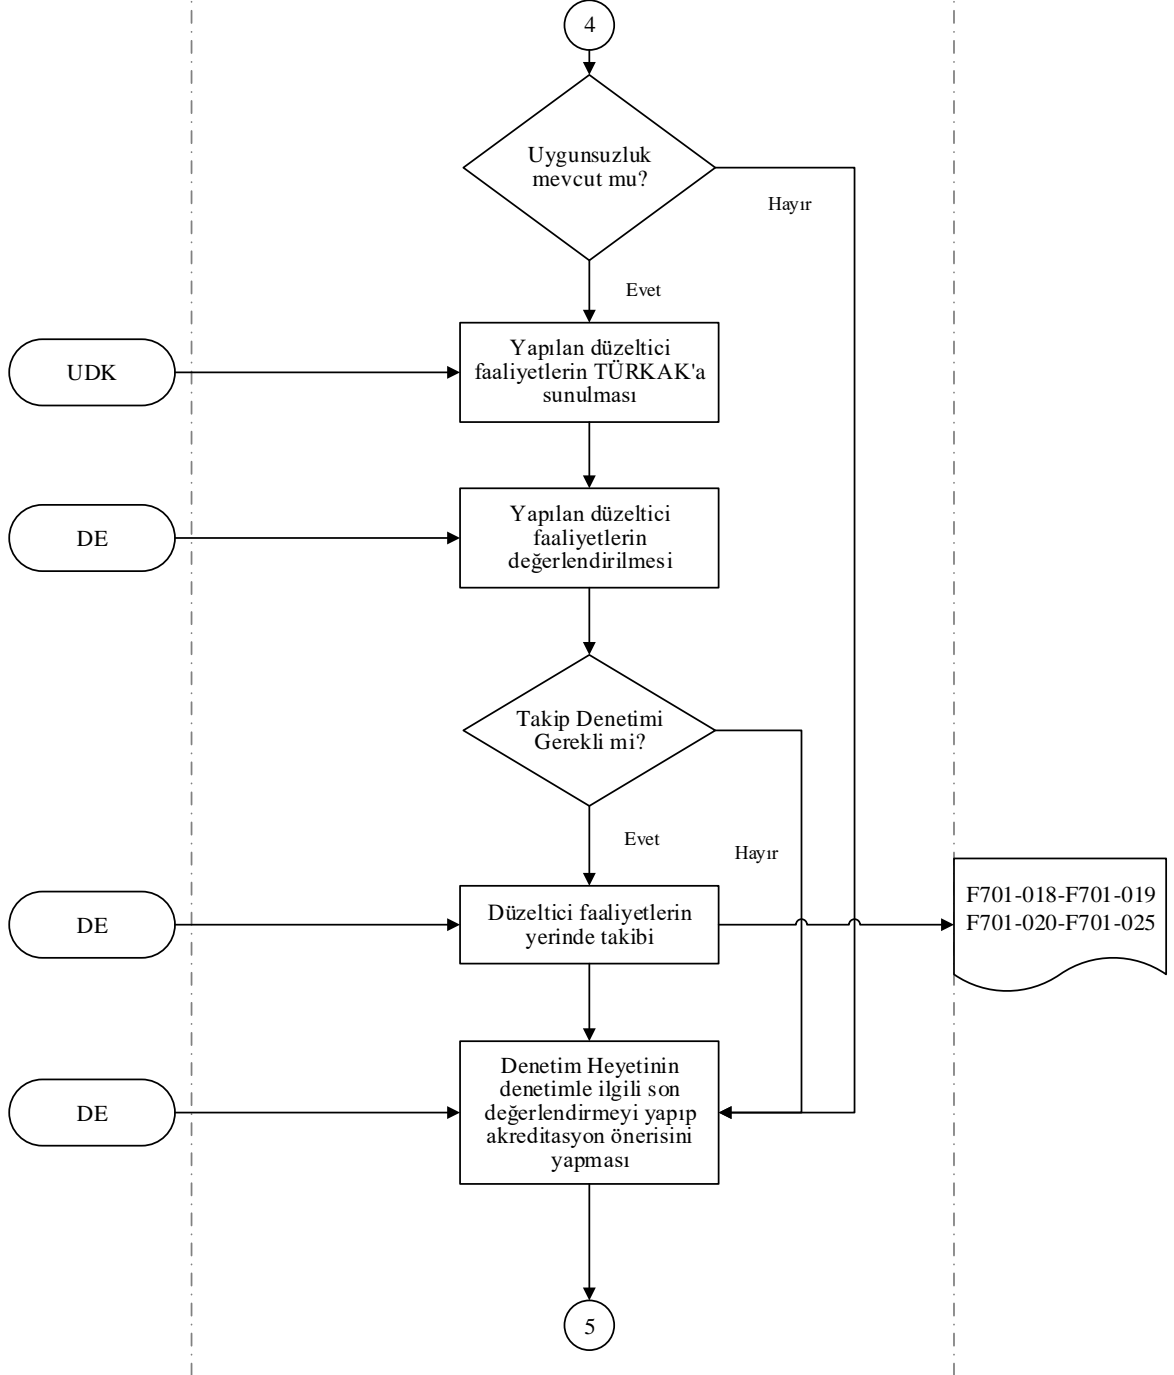 4
Uygunsuzluk
mevcut mu?
Hayır
Evet
UDK
Yapılan düzeltici
faaliyetlerin TÜRKAK'a
sunulması
DE
Yapılan düzeltici
faaliyetlerin
değerlendirilmesi
Takip Denetimi
Gerekli mi?
Evet
Hayır
DE
Düzeltici faaliyetlerin
yerinde takibi
F701-018-F701-019
F701-020-F701-025
DE
Denetim Heyetinin
denetimle ilgili son
değerlendirmeyi yapıp
akreditasyon önerisini
yapması
5